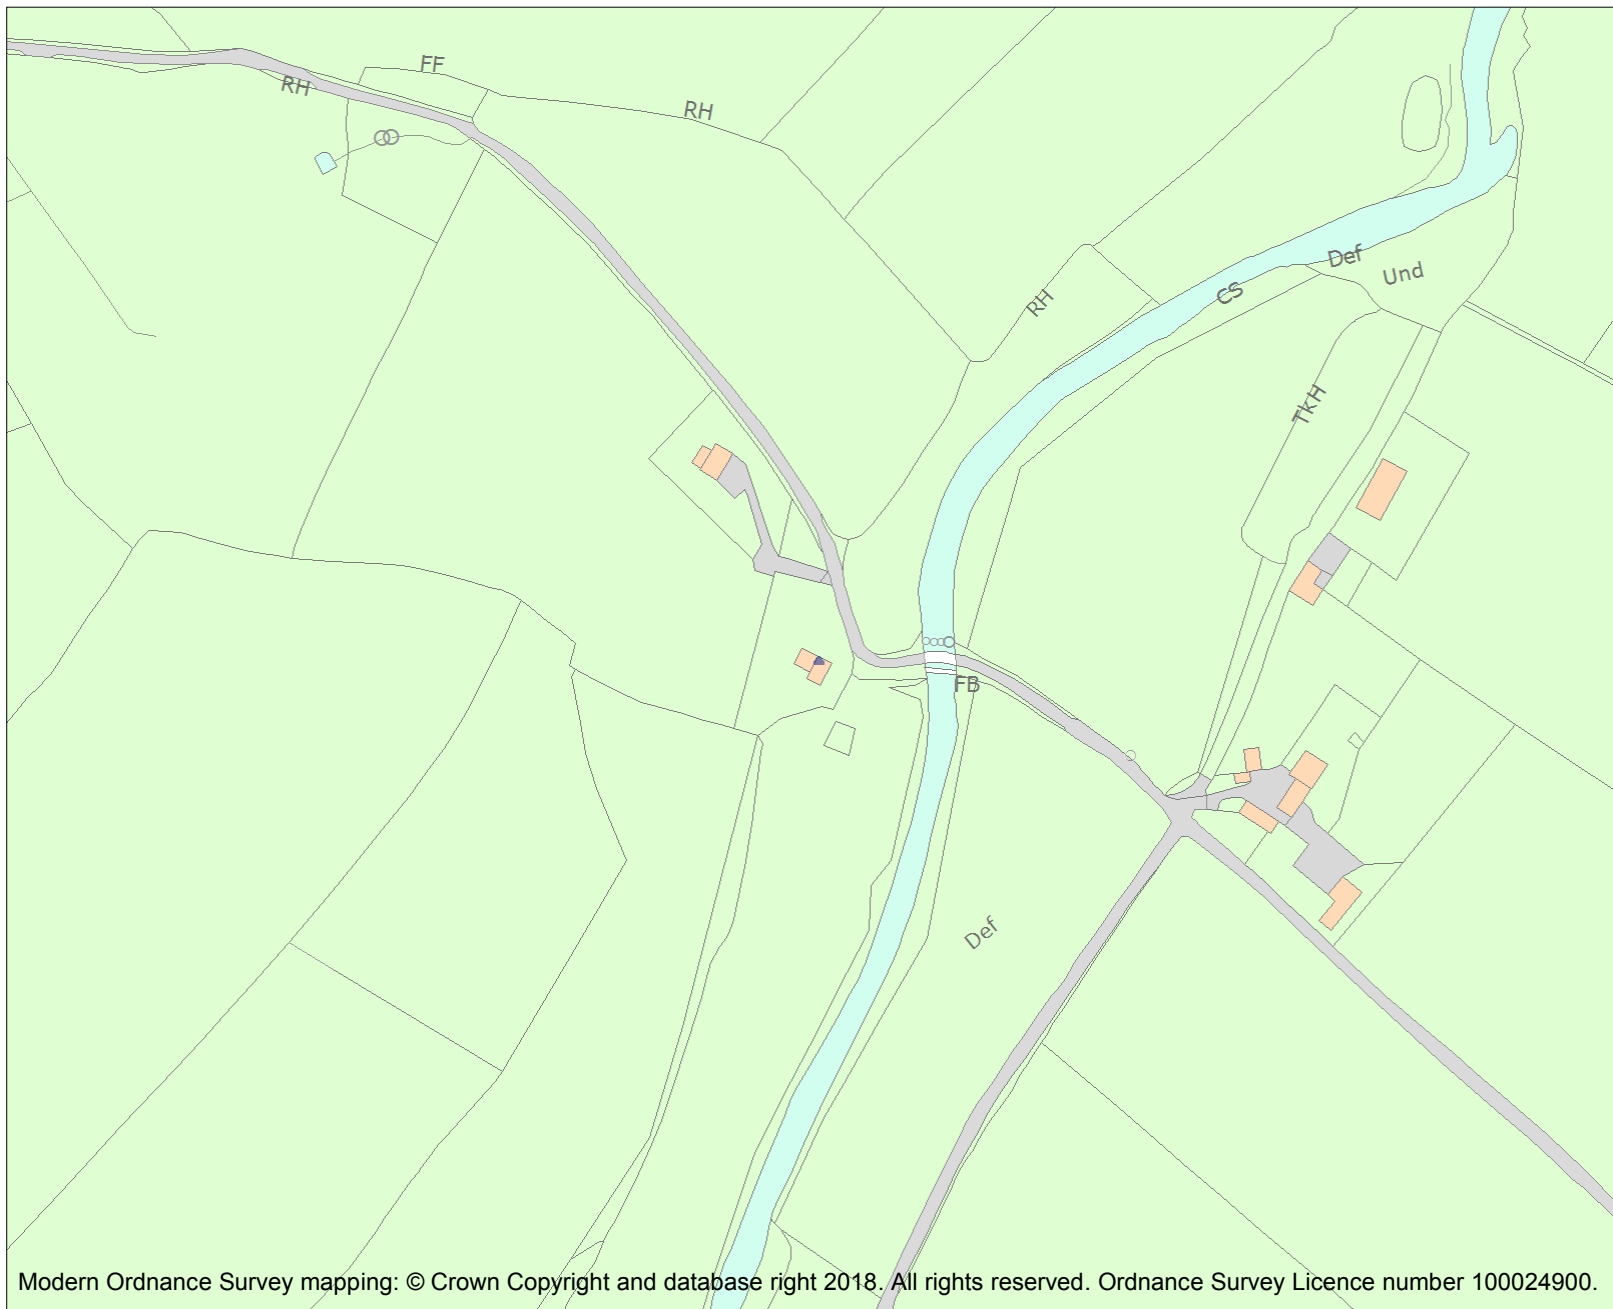 FF
RH
RH
Def
Und
CS
RH
TkH
FB
Def
Modern Ordnance Survey mapping: © Crown Copyright and database right 2018. All rights reserved. Ordnance Survey Licence number 100024900.